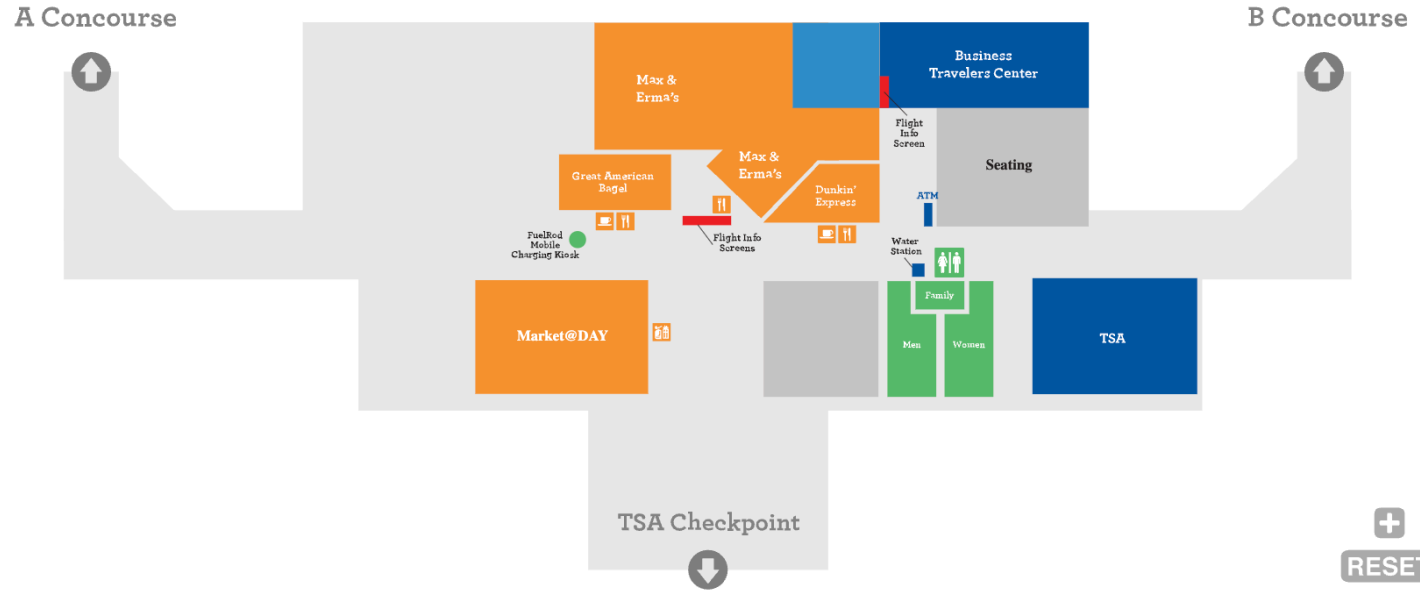 A Concourse
B Concourse
Business
Travelers Center
Max &
Erma's
Flight
Info
Screen
Max &
Erma's
Seating
Great American
Bagel
Dunkin'
Express
ATM
FuelRod
Mobile
Charging Kiosk
Flight Info
Screens
Water
Station
Family
Market@DAY
Men
Women
TSA
TSA Checkpoint
RESET